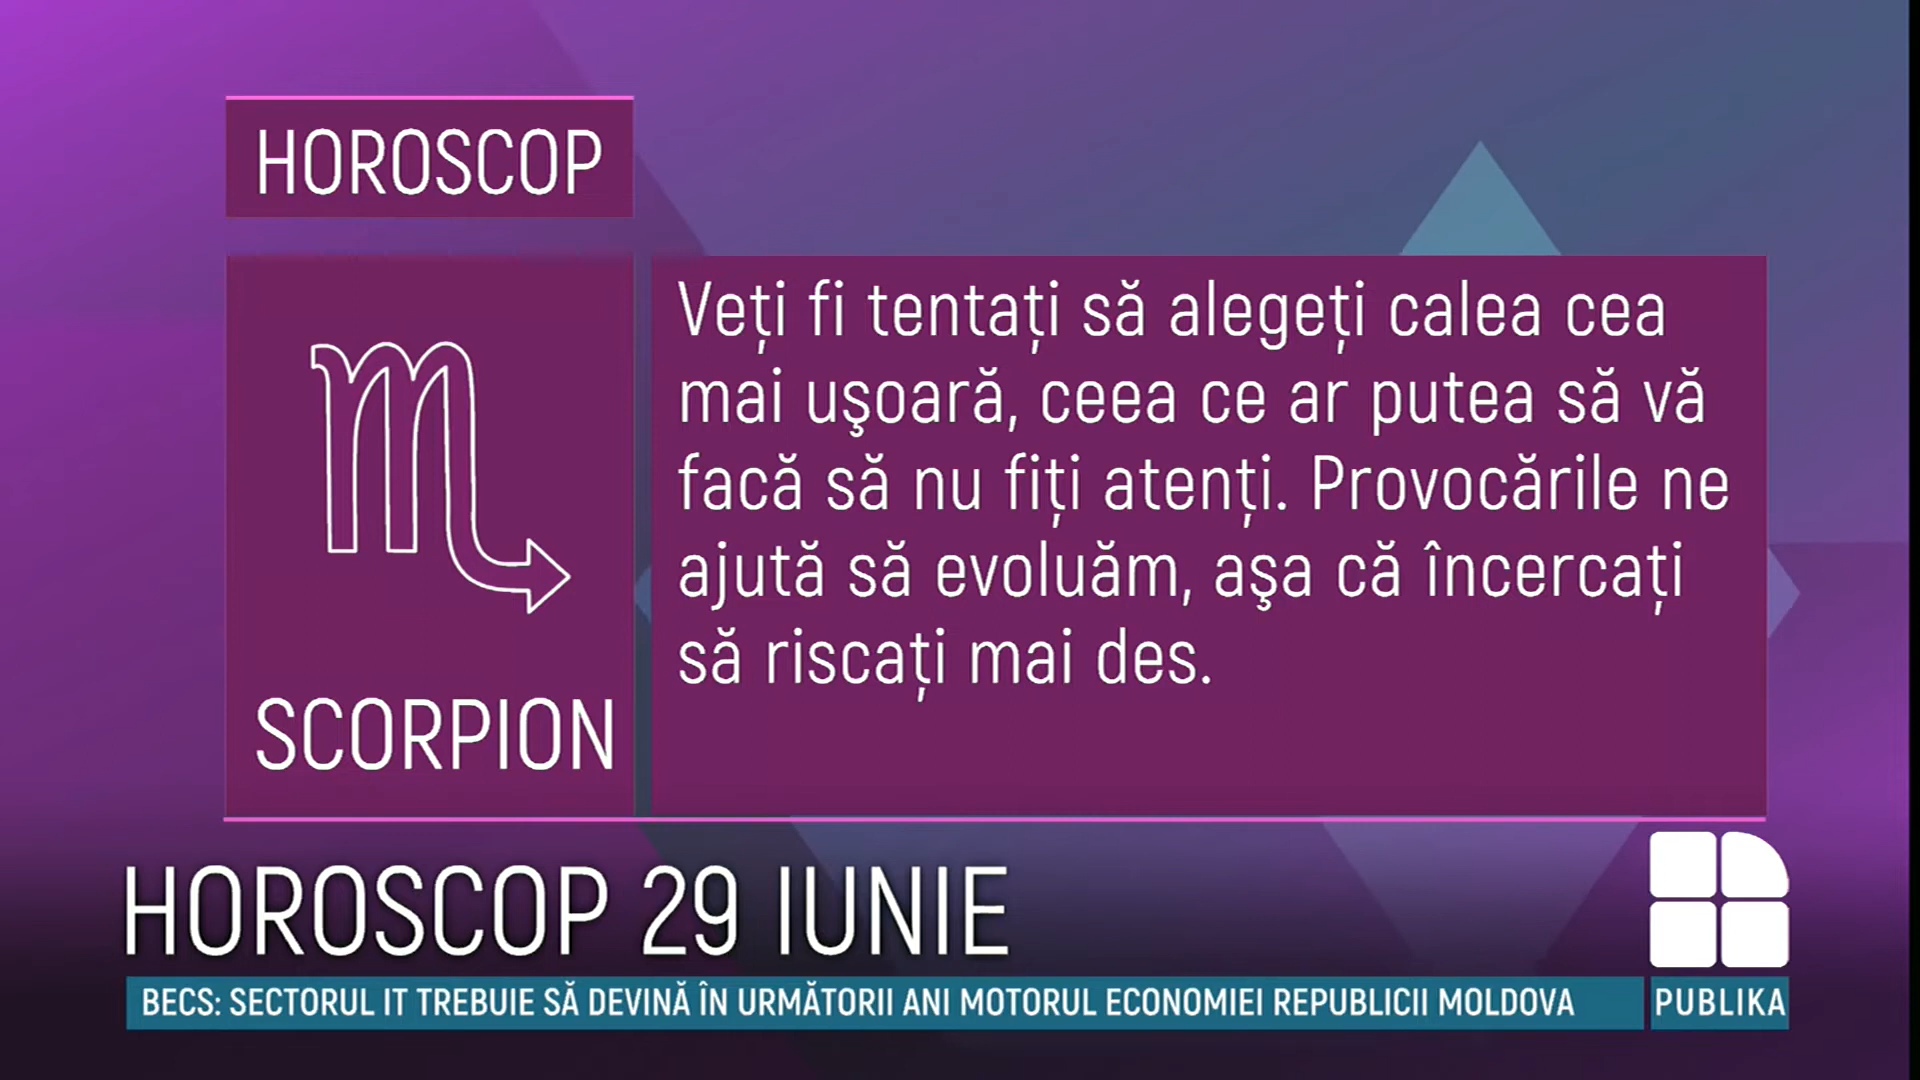 HOROSCOP
SCORPION
Veți fi tentați să alegeți calea cea
mai uşoară, ceea ce ar putea să vă
facă să nu fiți atenți. Provocările ne
ajută să evoluăm, aşa că încercați
să riscați mai des.
HOROSCOP 29 IUNIE
BECS: SECTORUL IT TREBUIE SĂ DEVINĂ ÎN URMĂTORII ANI MOTORUL ECONOMIEI REPUBLICII MOLDOVA
PUBLIKA